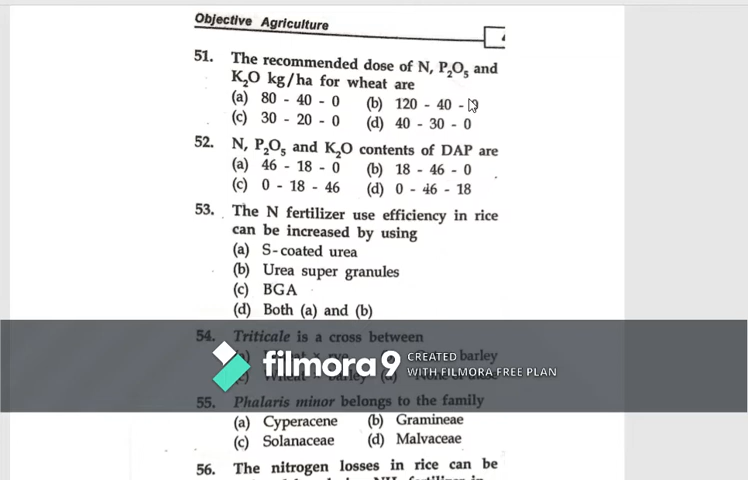 Objective Agriculture
51. The recommended dose of N, P₂O₅ and
K₂O kg/ha for wheat are
(a) 80 - 40 - 0 (b) 120 - 40 - 0
(c) 30 - 20 - 0 (d) 40 - 30 - 0
52. N, P₂O₅ and K₂O contents of DAP are
(a) 46 - 18 - 0 (b) 18 - 46 - 0
(c) 0 - 18 - 46 (d) 0 - 46 - 18
53. The N fertilizer use efficiency in rice
can be increased by using
(a) S-coated urea
(b) Urea super granules
(c) BGA
(d) Both (a) and (b)
54. Triticale is a cross between
barley
filmora9 CREATED
WITH FILMORA FREE PLAN
55. Phalaris minor belongs to the family
(a) Cyperacene (b) Gramineae
(c) Solanaceae (d) Malvaceae
56. The nitrogen losses in rice can be